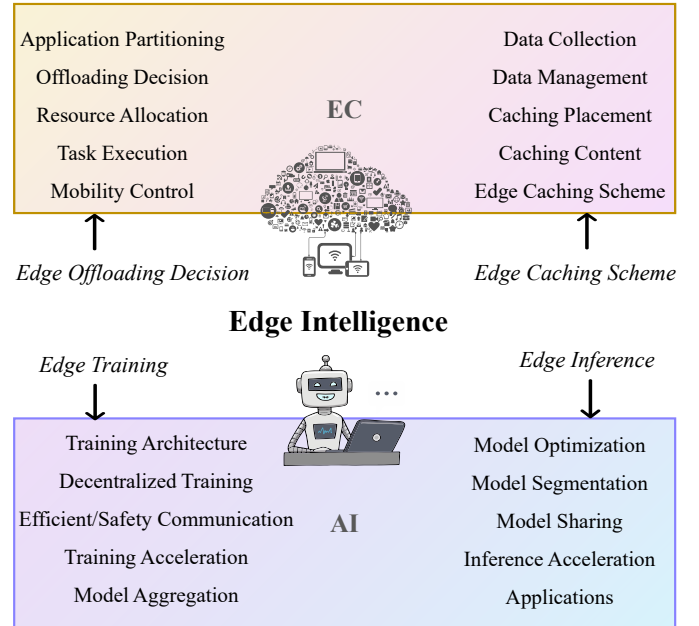 Application Partitioning
Offloading Decision
Resource Allocation
Task Execution
Mobility Control
EC
Data Collection
Data Management
Caching Placement
Caching Content
Edge Caching Scheme
Edge Offloading Decision
Edge Caching Scheme
Edge Intelligence
Edge Training
Edge Inference
...
Training Architecture
Decentralized Training
Efficient/Safety Communication
Training Acceleration
Model Aggregation
AI
Model Optimization
Model Segmentation
Model Sharing
Inference Acceleration
Applications